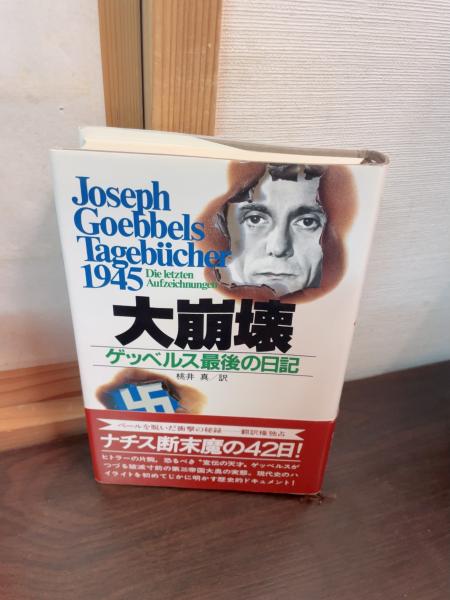 Joseph
Goebbels
Tagebücher
1945 Die letzten
Aufzeichnungen
大崩壊
ゲッベルス最後の日記
桃井 真／訳
ベールを脱いだ衝撃の秘録──翻訳権独占
ナチス断末魔の42日!
ヒトラーの片腕、恐るべき“宣伝の天才”ゲッベルスが
つづる破滅寸前の第三帝国大奥の実態。現代史のハ
イライトを初めてじかに明かす歴史的ドキュメント!